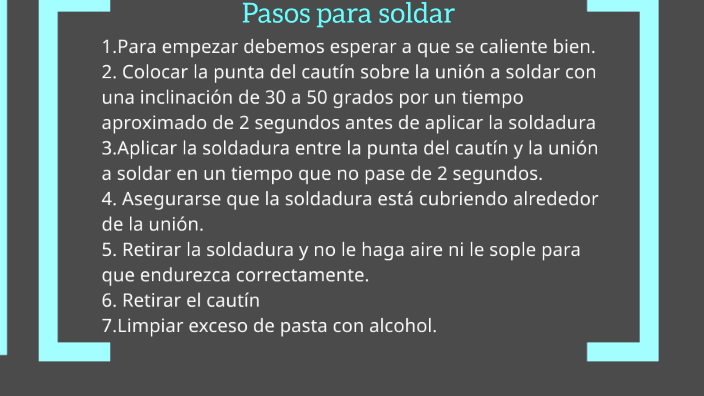 Pasos para soldar
1.Para empezar debemos esperar a que se caliente bien.
2. Colocar la punta del cautín sobre la unión a soldar con
una inclinación de 30 a 50 grados por un tiempo
aproximado de 2 segundos antes de aplicar la soldadura
3.Aplicar la soldadura entre la punta del cautín y la unión
a soldar en un tiempo que no pase de 2 segundos.
4. Asegurarse que la soldadura está cubriendo alrededor
de la unión.
5. Retirar la soldadura y no le haga aire ni le sople para
que endurezca correctamente.
6. Retirar el cautín
7.Limpiar exceso de pasta con alcohol.